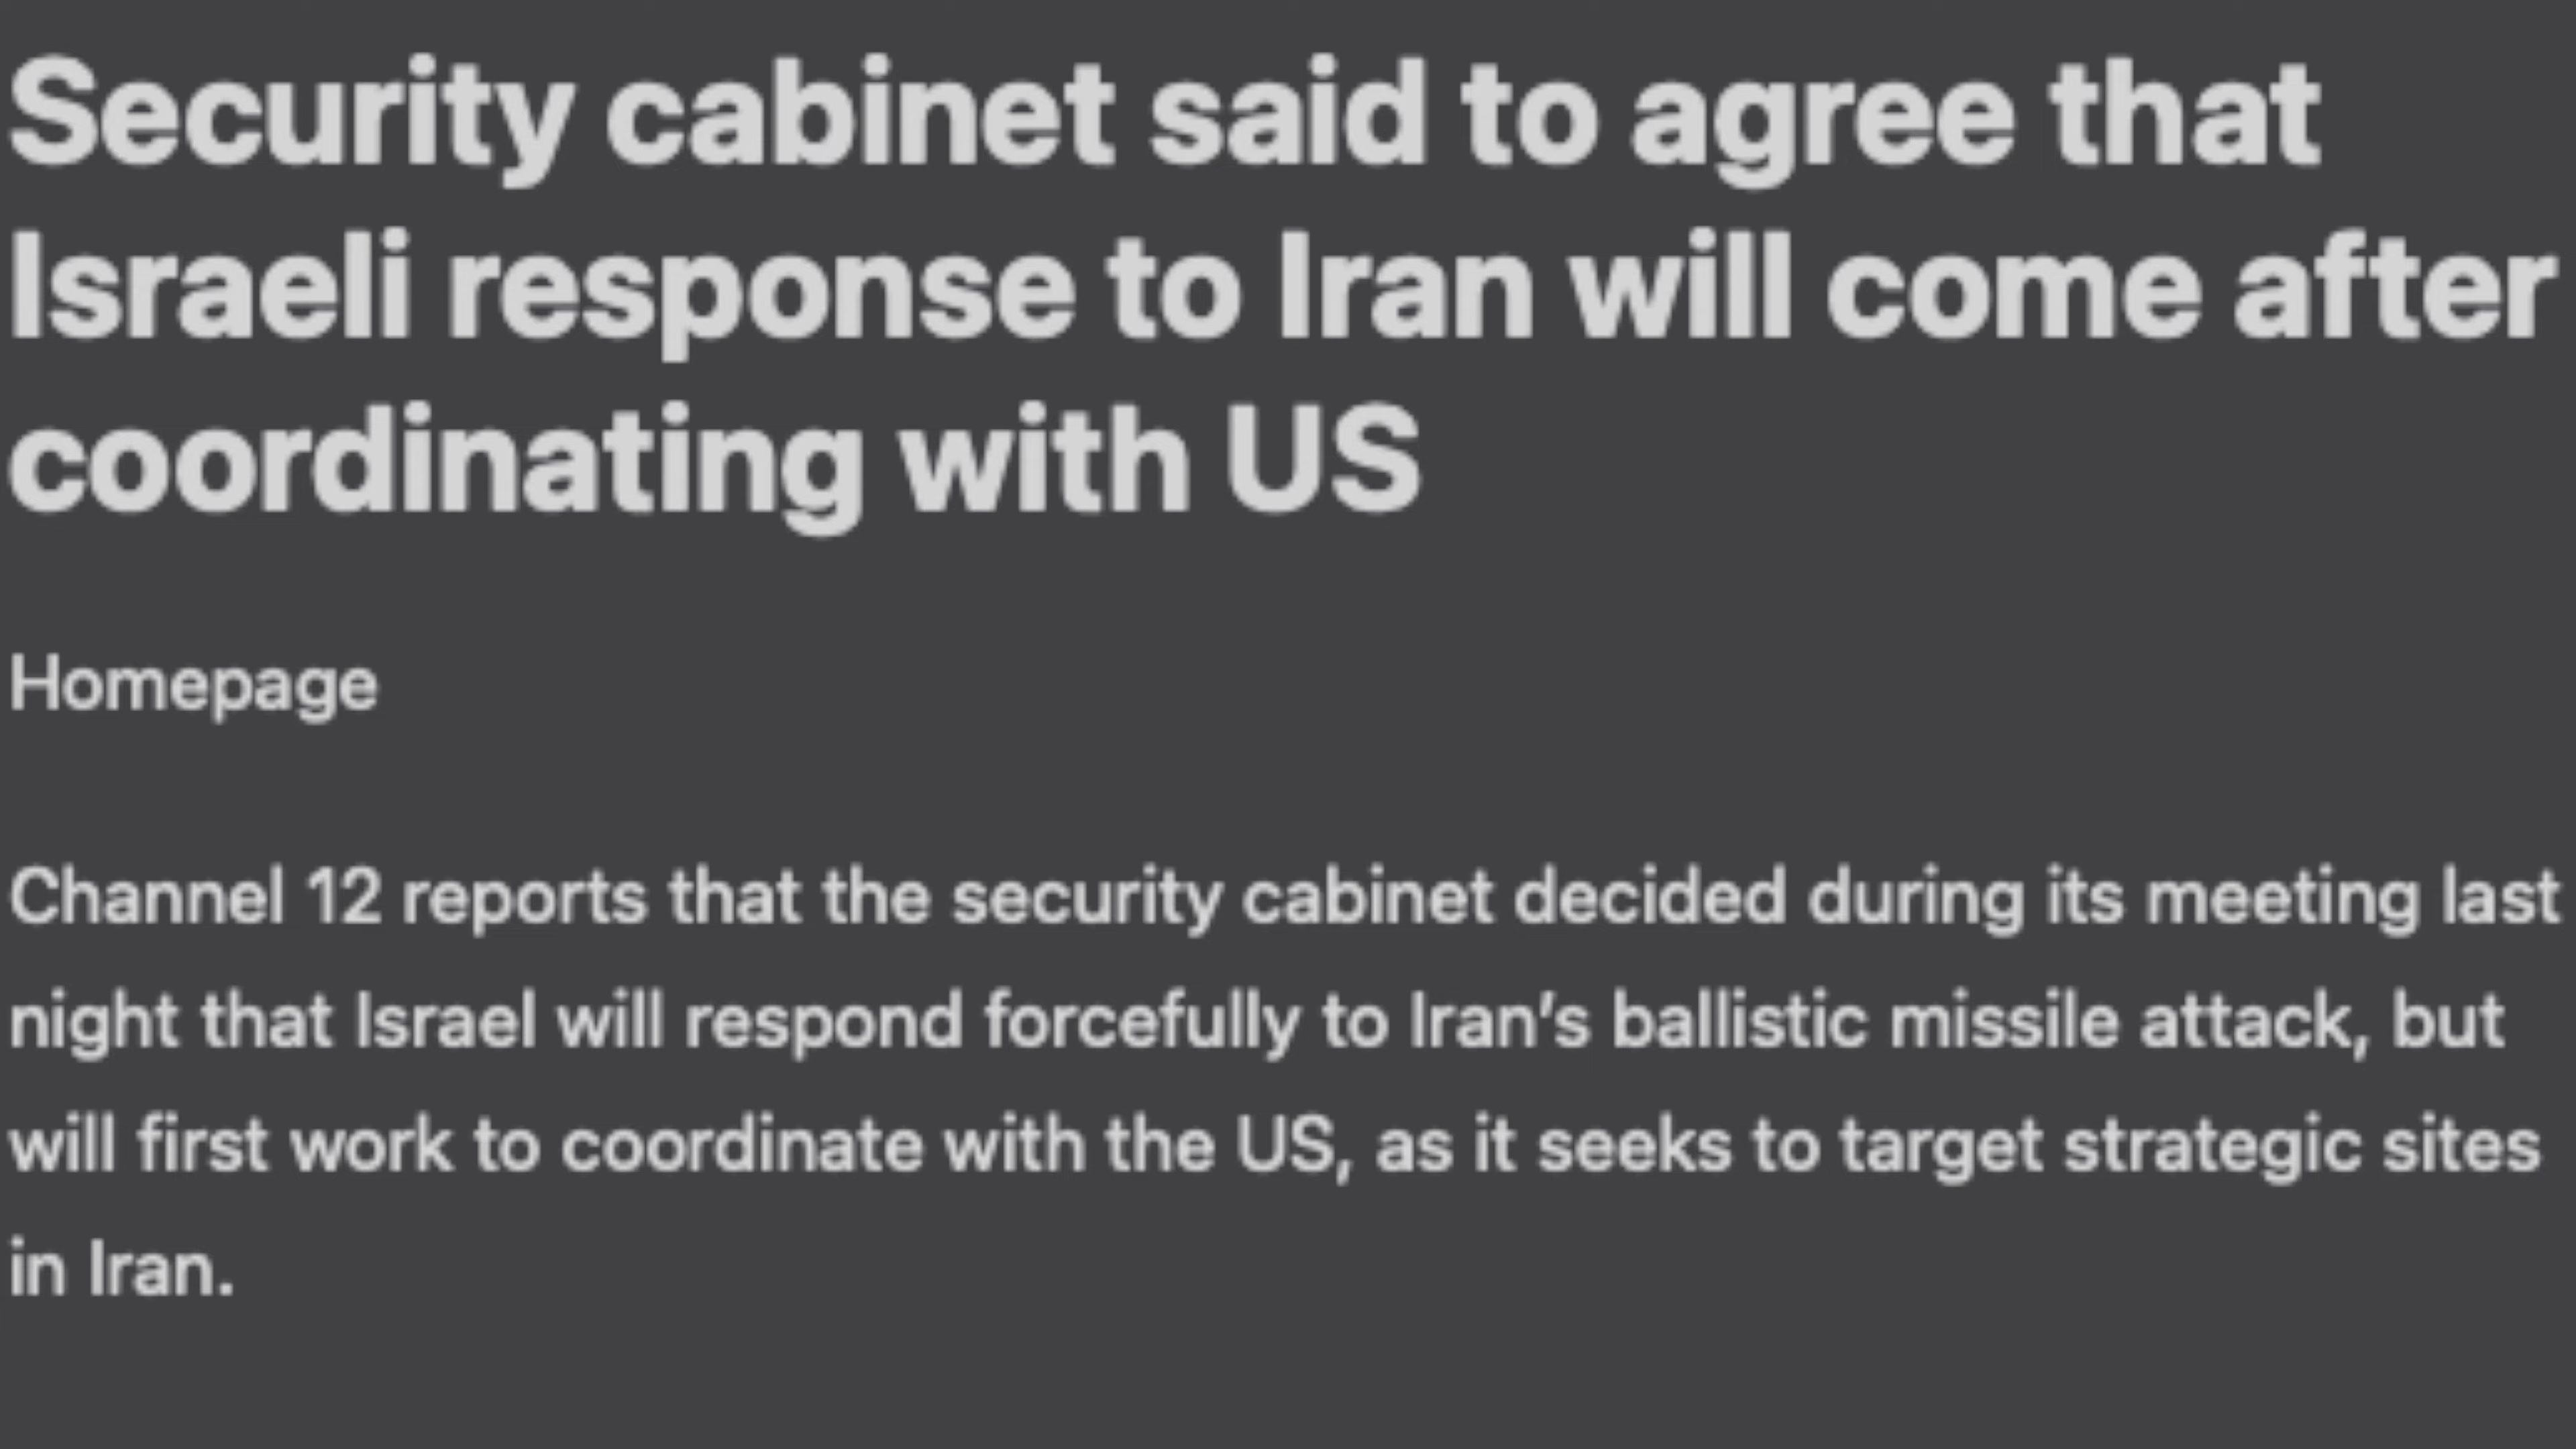 Security cabinet said to agree that
Israeli response to Iran will come after
coordinating with US
Homepage
Channel 12 reports that the security cabinet decided during its meeting last
night that Israel will respond forcefully to Iran’s ballistic missile attack, but
will first work to coordinate with the US, as it seeks to target strategic sites
in Iran.